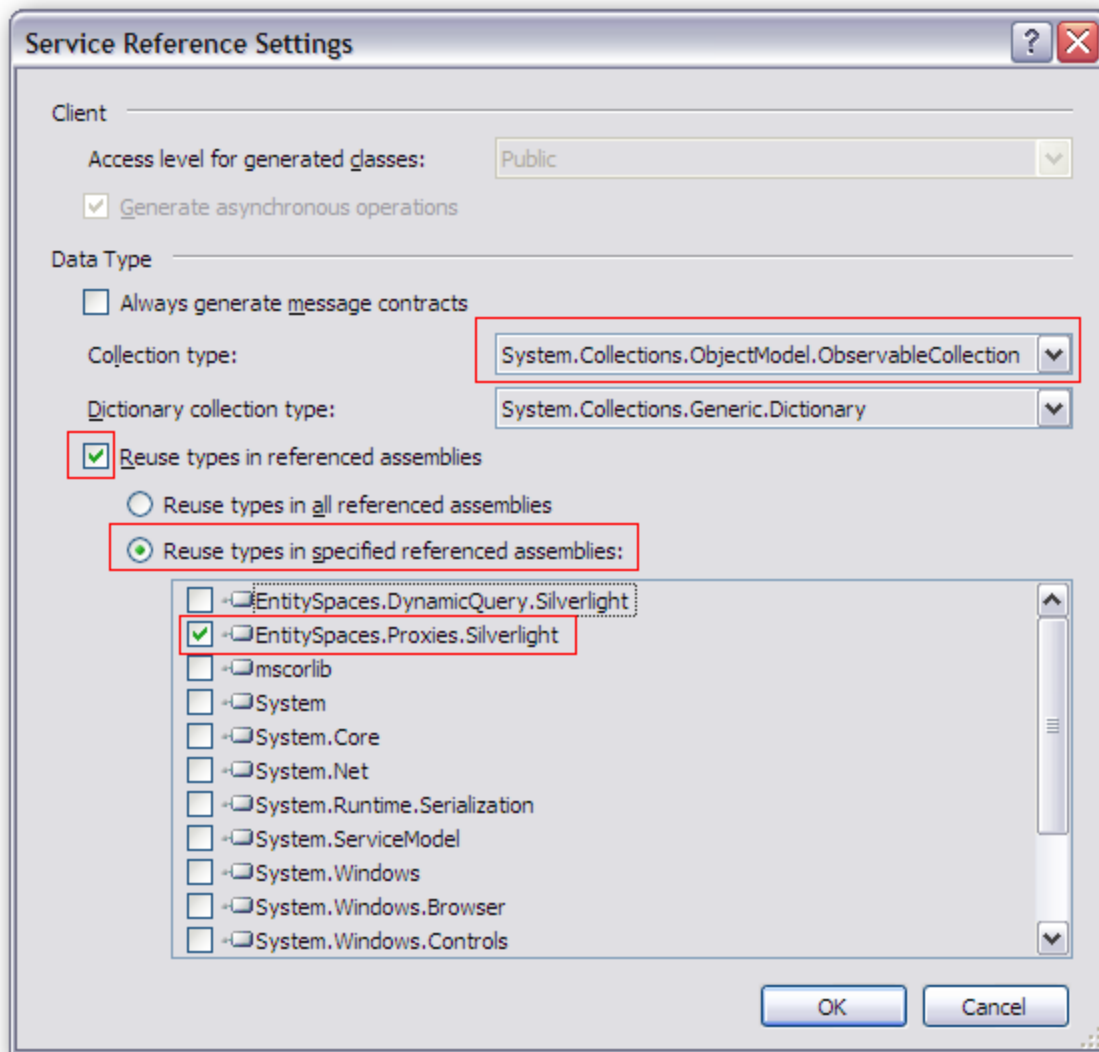 Service Reference Settings
Client
Access level for generated classes: Public
Generate asynchronous operations
Data Type
Always generate message contracts
Collection type: System.Collections.ObjectModel.ObservableCollection
Dictionary collection type: System.Collections.Generic.Dictionary
Reuse types in referenced assemblies
Reuse types in all referenced assemblies
Reuse types in specified referenced assemblies:
EntitySpaces.DynamicQuery.Silverlight
EntitySpaces.Proxies.Silverlight
mscorlib
System
System.Core
System.Net
System.Runtime.Serialization
System.ServiceModel
System.Windows
System.Windows.Browser
System.Windows.Controls
OK Cancel